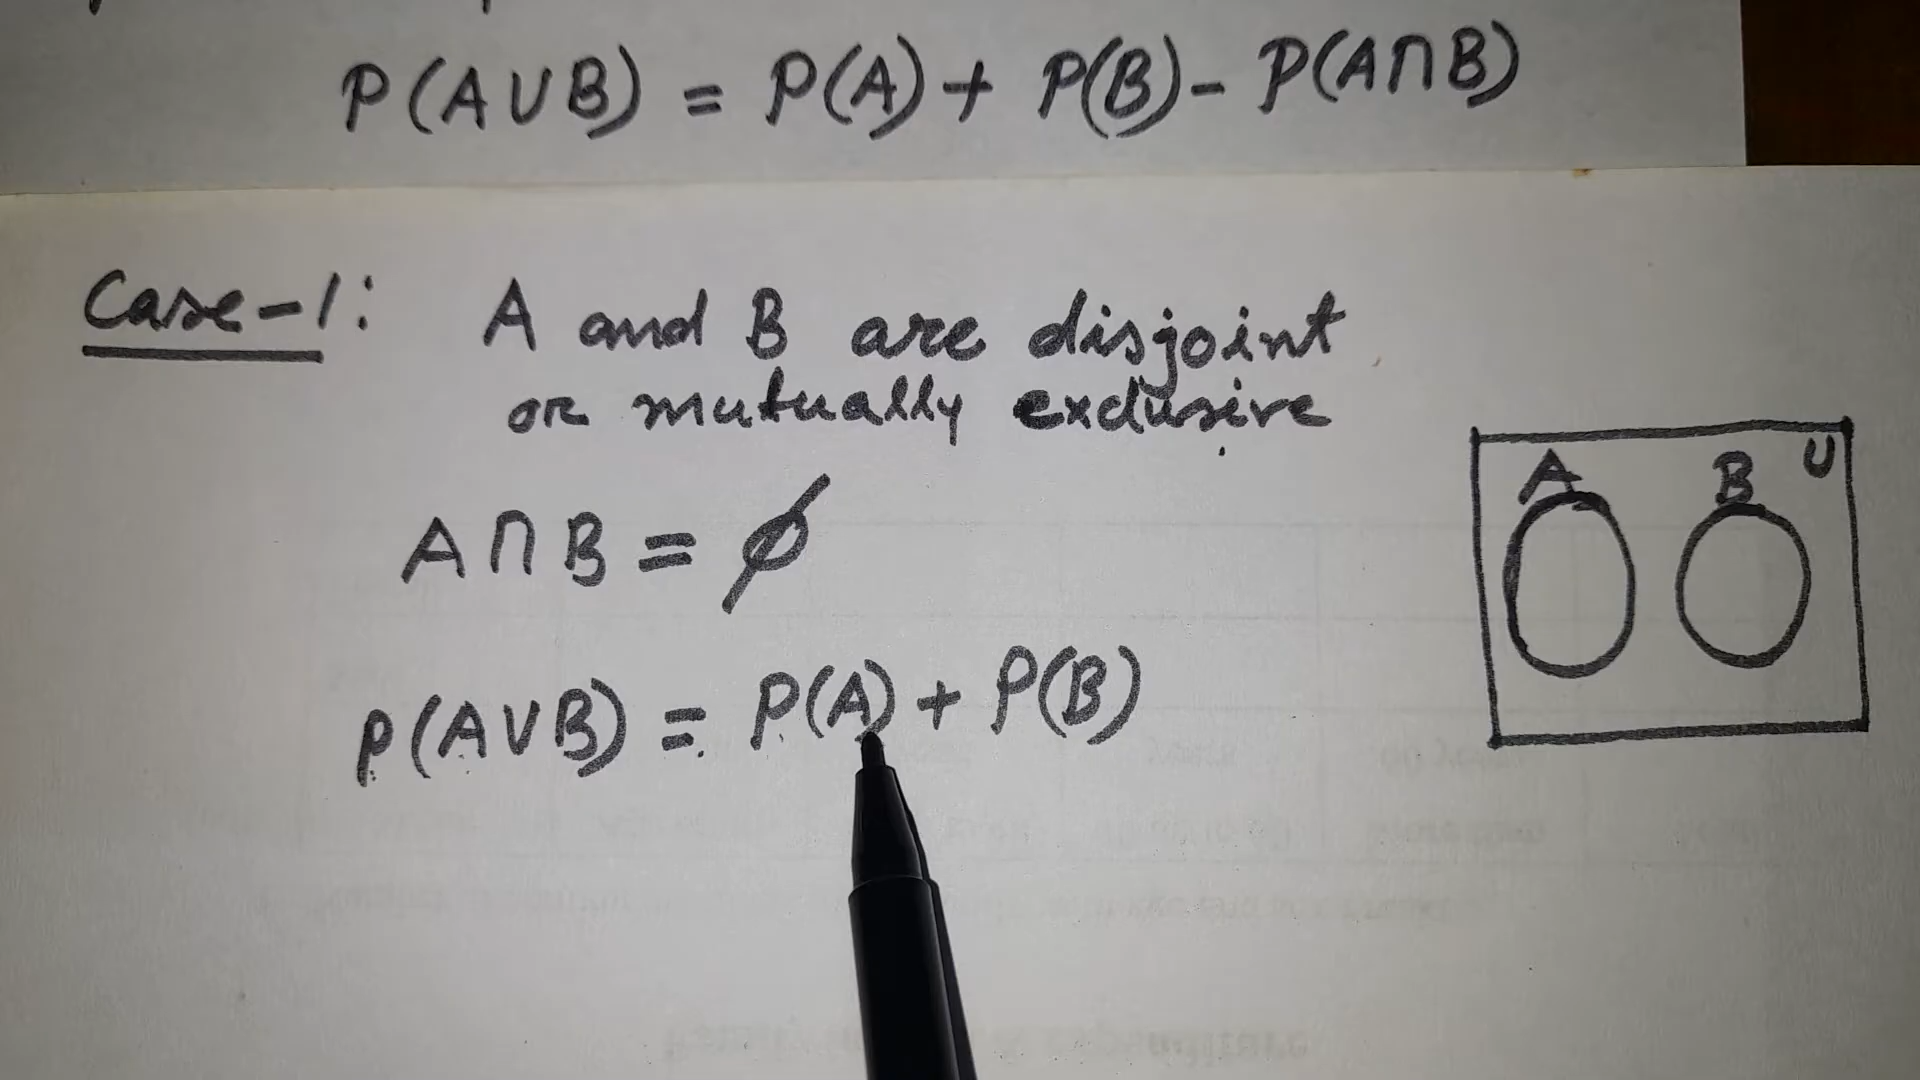 P(A∪B) = P(A) + P(B) - P(A∩B)
Case-1: A and B are disjoint
or mutually exclusive
A∩B = ϕ
P(A∪B) = P(A) + P(B)
A B U